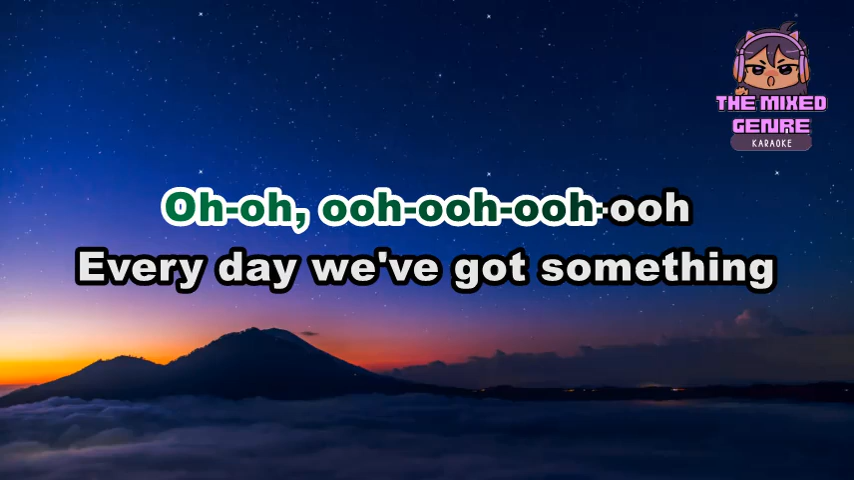 THE MIXED
GENRE
KARAOKE
Oh-oh, ooh-ooh-ooh-ooh
Every day we've got something